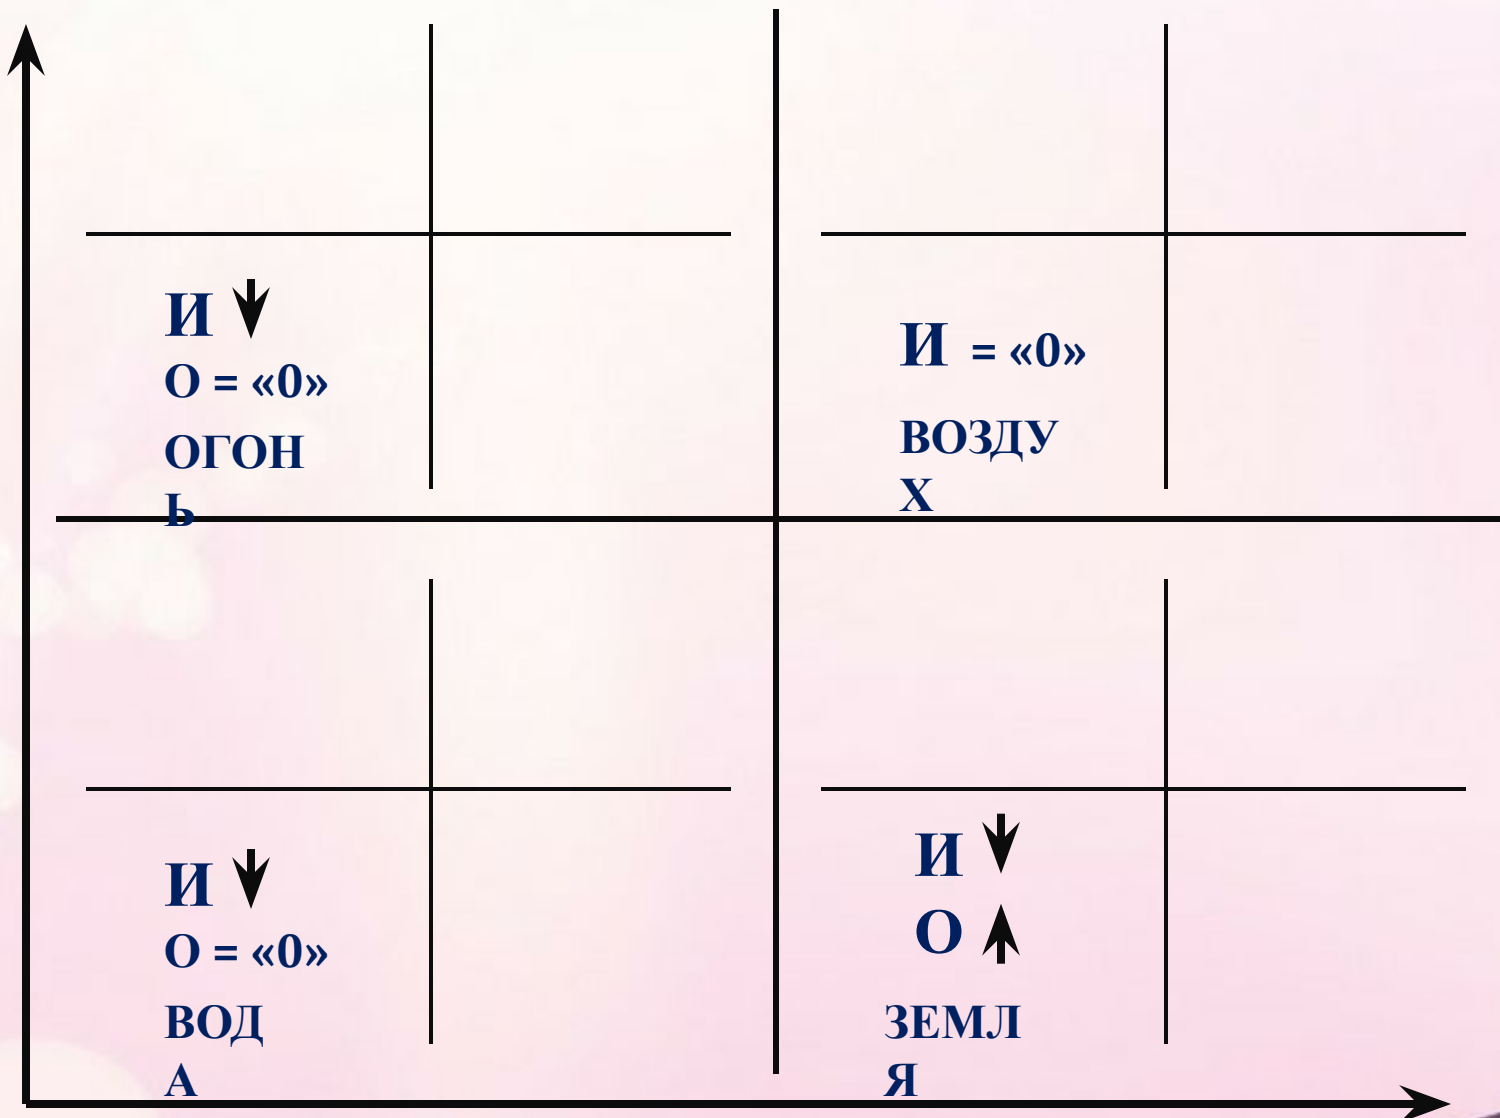 И
О = «0»
ОГОН
Ь
И = «0»
ВОЗДУ
Х
И
О = «0»
ВОД
А
И
О
ЗЕМЛ
Я